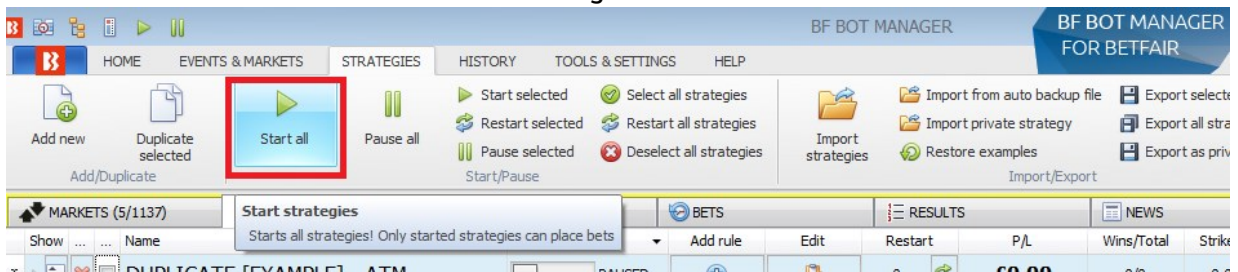 BF BOT MANAGER
BF BOT MANAGER
FOR BETFAIR
HOME EVENTS & MARKETS STRATEGIES HISTORY TOOLS & SETTINGS HELP
Start selected Select all strategies Import from auto backup file Export selecte
Add new Duplicate selected Start all Pause all Restart selected Restart all strategies Import strategies Import private strategy Export all stra
Pause selected Deselect all strategies Restore examples Export as priv
Add/Duplicate Start/Pause Import/Export
MARKETS (5/1137) Start strategies BETS RESULTS NEWS
Starts all strategies! Only started strategies can place bets
Show ... ... Name Add rule Edit Restart P/L Wins/Total Strike